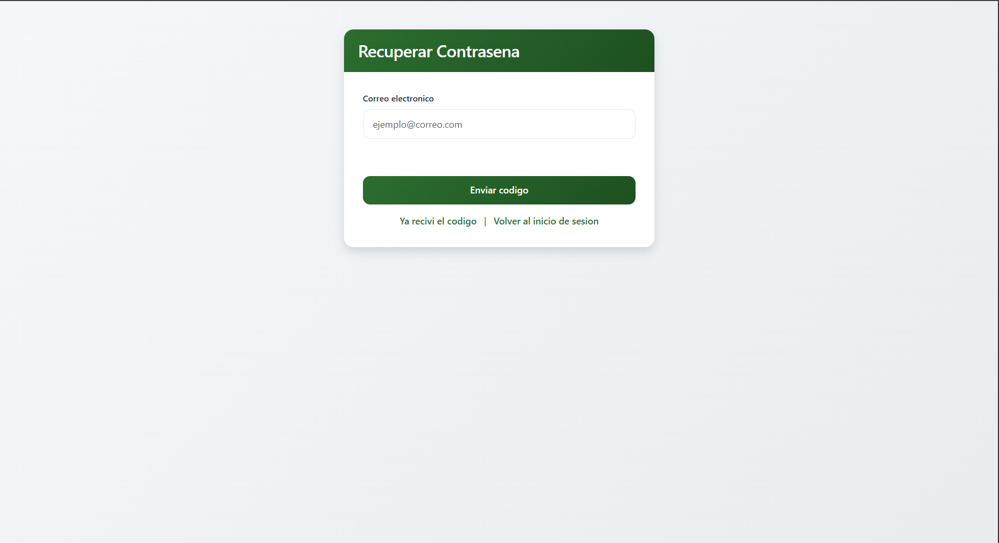 Recuperar Contrasena
Correo electronico
ejemplo@correo.com
Enviar codigo
Ya recivi el codigo | Volver al inicio de sesion